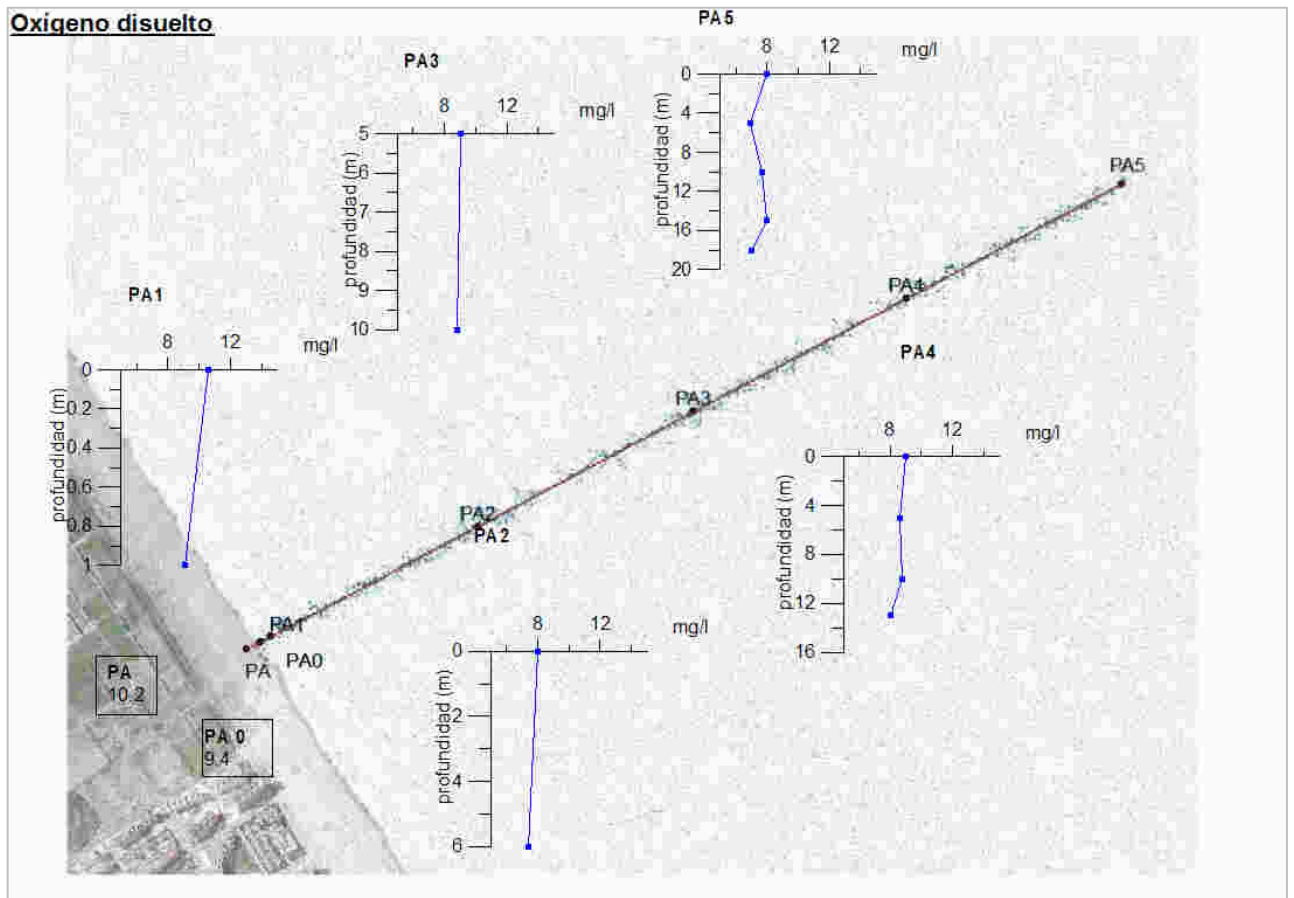 Oxígeno disuelto
PA5
8 12 mg/l
0
4
8
12
16
20
profundidad (m)
PA3
8 12 mg/l
5
6
7
8
9
10
profundidad (m)
PA1
8 12 mg/l
0
0.2
0.4
0.6
0.8
1
profundidad (m)
PA5
PA4
PA3
PA2
PA1
PA0
PA
PA4
8 12 mg/l
0
4
8
12
16
profundidad (m)
PA2
8 12 mg/l
0
2
4
6
profundidad (m)
PA
10.2
PA 0
9.4